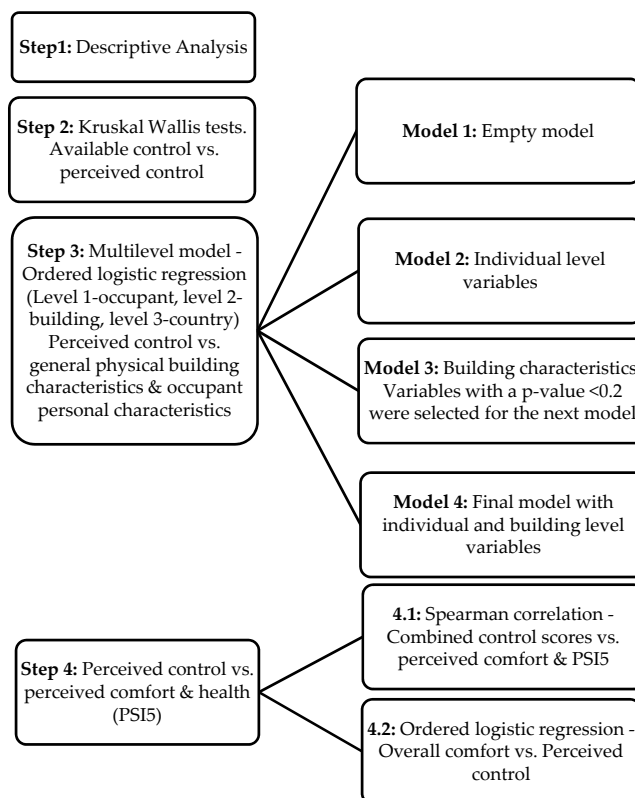 Step1: Descriptive Analysis
Step 2: Kruskal Wallis tests.
Available control vs.
perceived control
Step 3: Multilevel model -
Ordered logistic regression
(Level 1-occupant, level 2-
building, level 3-country)
Perceived control vs.
general physical building
characteristics & occupant
personal characteristics
Model 1: Empty model
Model 2: Individual level
variables
Model 3: Building characteristics
Variables with a p-value <0.2
were selected for the next model
Model 4: Final model with
individual and building level
variables
Step 4: Perceived control vs.
perceived comfort & health
(PSI5)
4.1: Spearman correlation -
Combined control scores vs.
perceived comfort & PSI5
4.2: Ordered logistic regression -
Overall comfort vs. Perceived
control